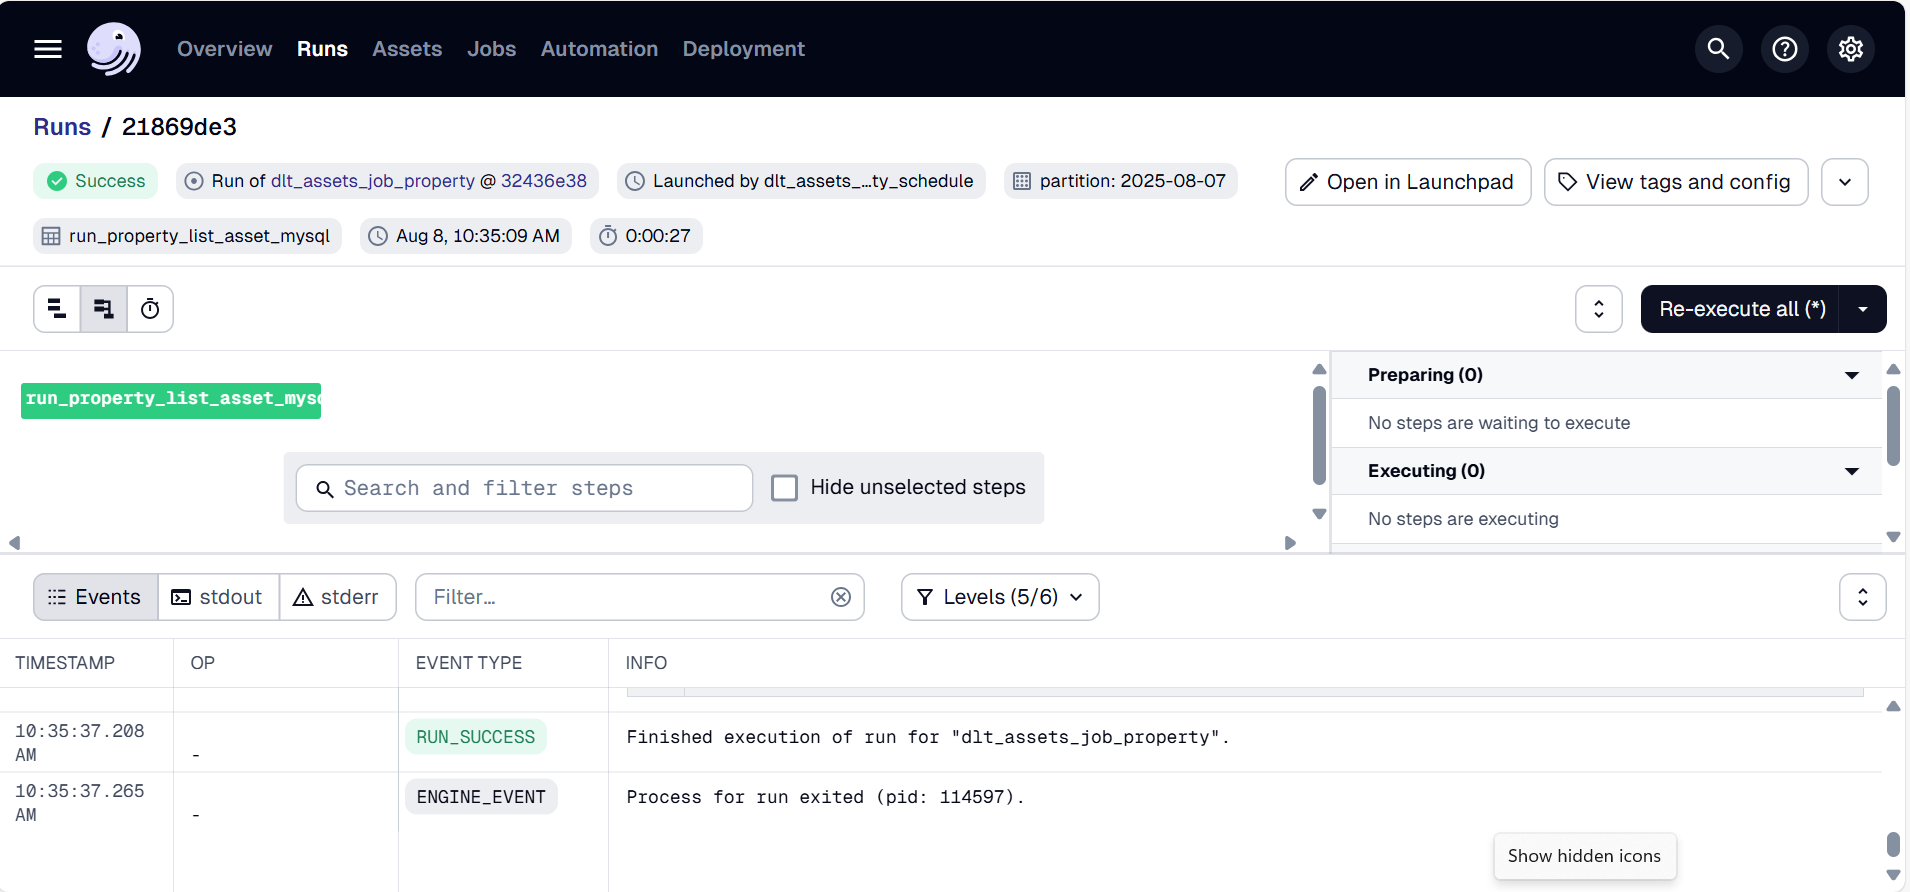 Overview Runs Assets Jobs Automation Deployment
Runs / 21869de3
Success Run of dlt_assets_job_property @ 32436e38 Launched by dlt_assets_...ty_schedule partition: 2025-08-07 Open in Launchpad View tags and config
run_property_list_asset_mysql Aug 8, 10:35:09 AM 0:00:27
Re-execute all (*)
run_property_list_asset_mysq
Preparing (0)
No steps are waiting to execute
Search and filter steps Hide unselected steps
Executing (0)
No steps are executing
Events stdout stderr Filter... Levels (5/6)
TIMESTAMP OP EVENT TYPE INFO
10:35:37.208 AM - RUN_SUCCESS Finished execution of run for "dlt_assets_job_property".
10:35:37.265 AM - ENGINE_EVENT Process for run exited (pid: 114597).
Show hidden icons